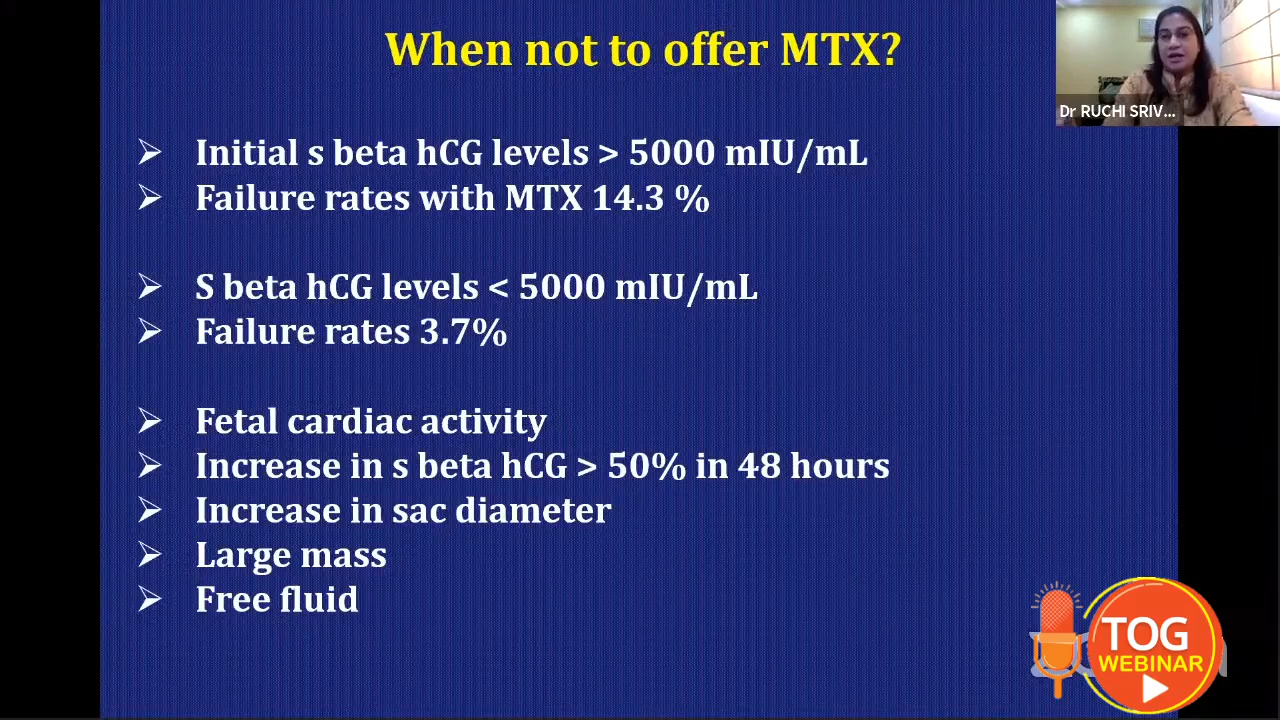 When not to offer MTX?
Dr RUCHI SRIV...
Initial s beta hCG levels > 5000 mIU/mL
Failure rates with MTX 14.3 %
S beta hCG levels < 5000 mIU/mL
Failure rates 3.7%
Fetal cardiac activity
Increase in s beta hCG > 50% in 48 hours
Increase in sac diameter
Large mass
Free fluid
TOG
WEBINAR